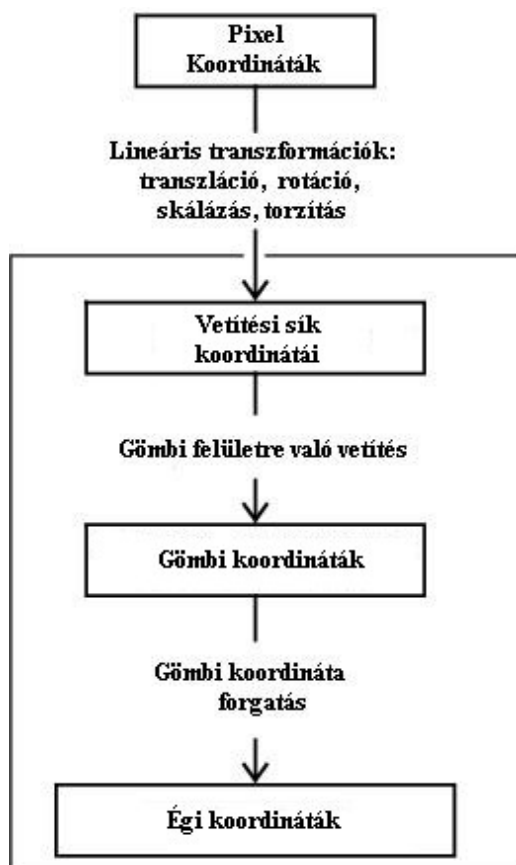 Pixel
Koordináták
Lineáris transzformációk:
transzláció, rotáció,
skálázás, torzítás
Vetítési sík
koordinátái
Gömbi felületre való vetítés
Gömbi koordináták
Gömbi koordináta
forgatás
Égi koordináták